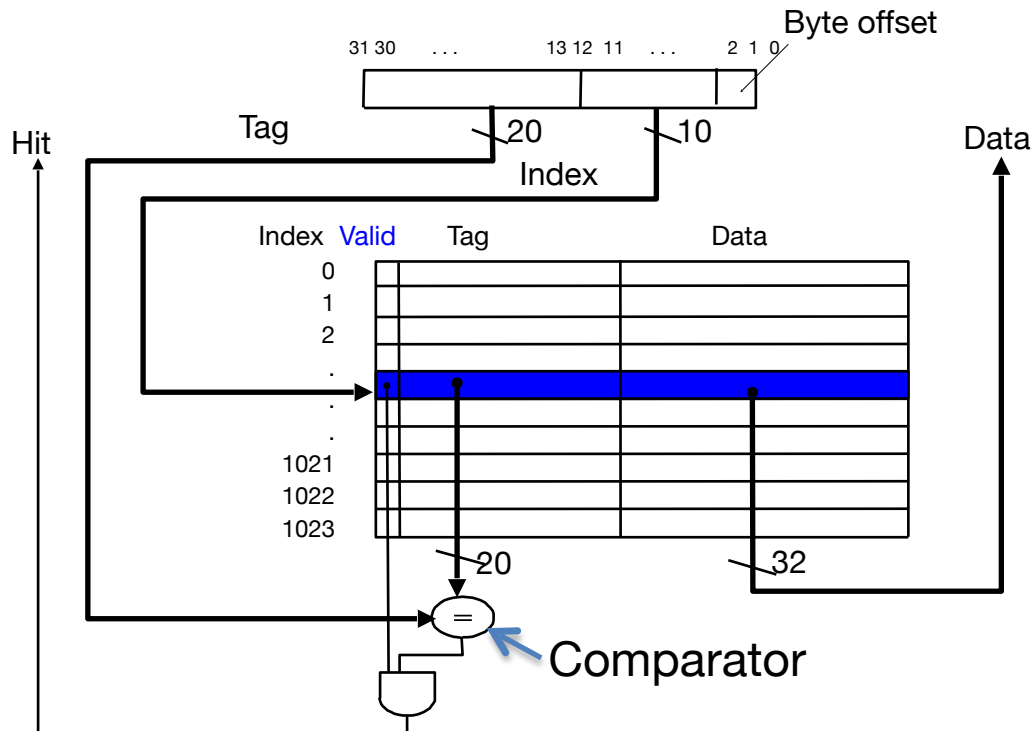 Byte offset
31 30 . . . 13 12 11 . . . 2 1 0
Tag 20 10
Hit Data
Index
Index Valid Tag Data
0
1
2
.
.
.
1021
1022
1023
20 32
=
Comparator